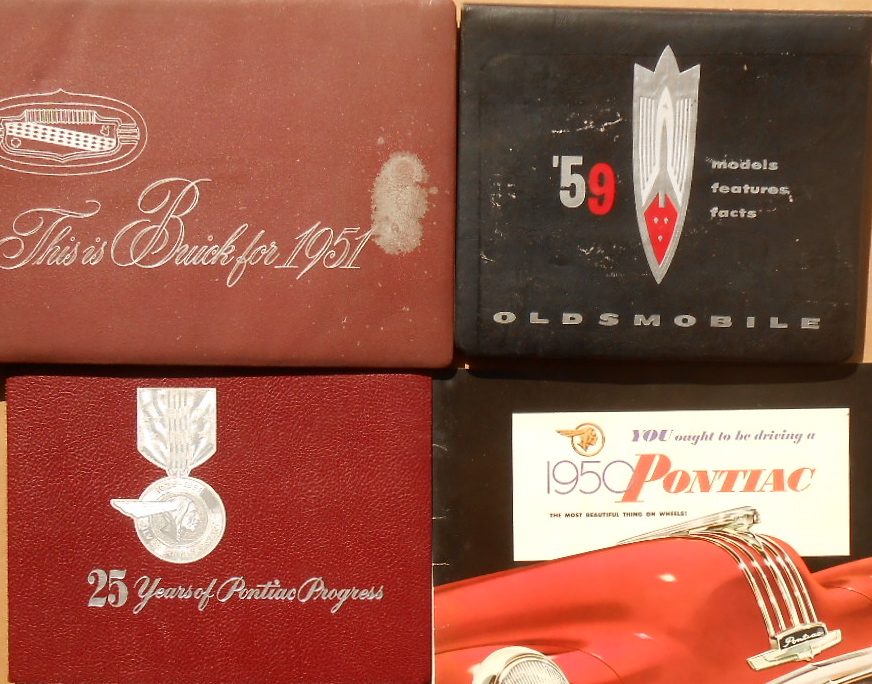 This is Buick for 1951
'59
models
features
facts
OLDSMOBILE
25 Years of Pontiac Progress
YOU ought to be driving a
1950 PONTIAC
THE MOST BEAUTIFUL THING ON WHEELS!
Pontiac